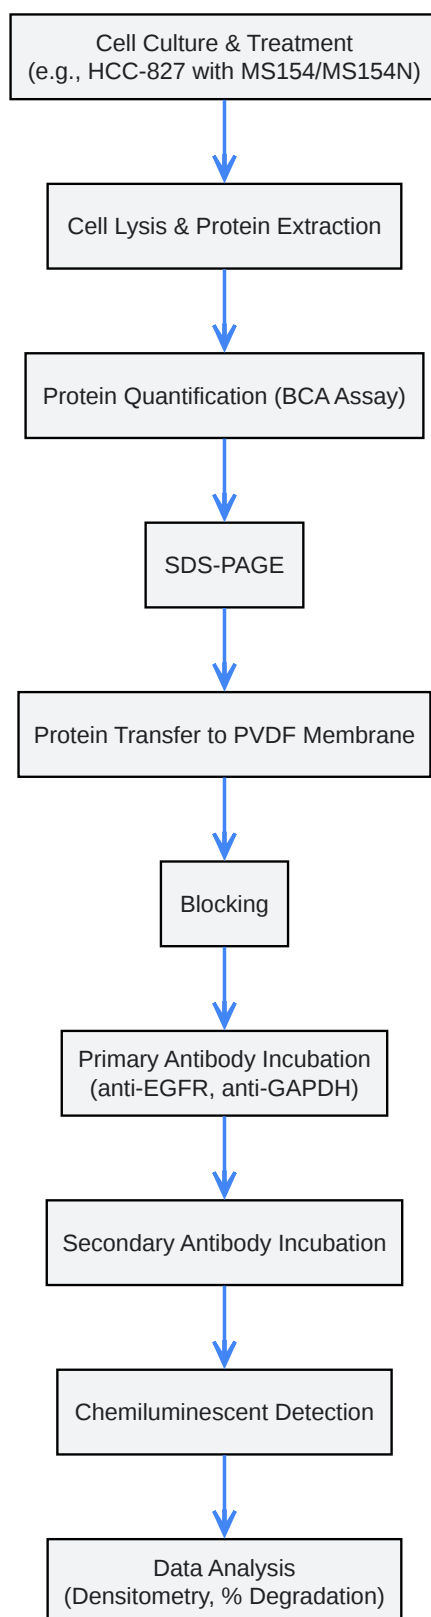 Cell Culture & Treatment
(e.g., HCC-827 with MS154/MS154N)
Cell Lysis & Protein Extraction
Protein Quantification (BCA Assay)
SDS-PAGE
Protein Transfer to PVDF Membrane
Blocking
Primary Antibody Incubation
(anti-EGFR, anti-GAPDH)
Secondary Antibody Incubation
Chemiluminescent Detection
Data Analysis
(Densitometry, % Degradation)